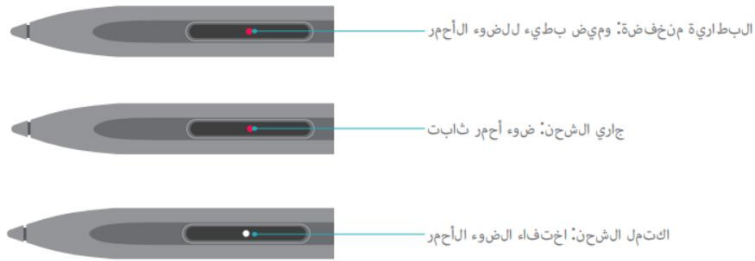 البطارية منخفضة: وميض بطيء للضوء الأحمر
جاري الشحن: ضوء أحمر ثابت
اكتمل الشحن: اختفاء الضوء الأحمر